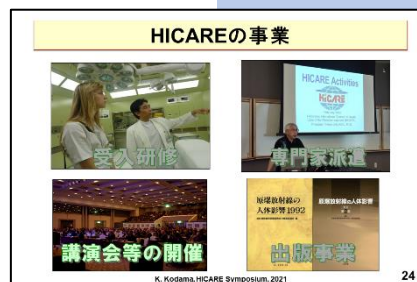 HICAREの事業
受入研修
HICARE Activities
HICARE
専門家派遣
講演会等の開催
原爆放射線の
人体影響1992
原爆放射線の人体影響
出版事業
K. Kodama, HICARE Symposium, 2021
24